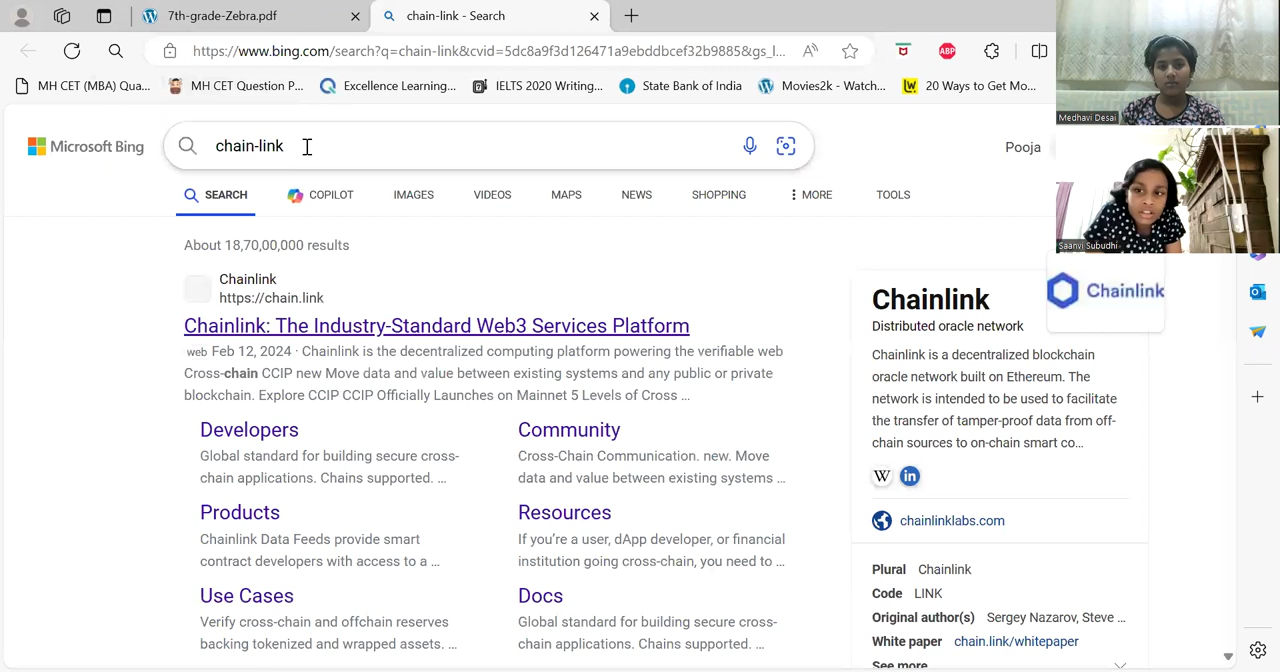 7th-grade-Zebra.pdf
chain-link - Search
https://www.bing.com/search?q=chain-link&cvid=5dc8a9f3d126471a9ebddbcef32b9885&gs_l...
ABP
MH CET (MBA) Qua...
MH CET Question P...
Excellence Learning...
IELTS 2020 Writing...
State Bank of India
Movies2k - Watch...
20 Ways to Get Mo...
Medhavi Desai
Saanvi Subudhi
Microsoft Bing
chain-link
Pooja
SEARCH
COPILOT
IMAGES
VIDEOS
MAPS
NEWS
SHOPPING
MORE
TOOLS
About 18,70,00,000 results
Chainlink
https://chain.link
Chainlink: The Industry-Standard Web3 Services Platform
web Feb 12, 2024 · Chainlink is the decentralized computing platform powering the verifiable web
Cross-chain CCIP new Move data and value between existing systems and any public or private
blockchain. Explore CCIP CCIP Officially Launches on Mainnet 5 Levels of Cross ...
Developers
Global standard for building secure cross-
chain applications. Chains supported. ...
Community
Cross-Chain Communication. new. Move
data and value between existing systems ...
Products
Chainlink Data Feeds provide smart
contract developers with access to a ...
Resources
If you're a user, dApp developer, or financial
institution going cross-chain, you need to ...
Use Cases
Verify cross-chain and offchain reserves
backing tokenized and wrapped assets. ...
Docs
Global standard for building secure cross-
chain applications. Chains supported. ...
Chainlink
Chainlink
Distributed oracle network
Chainlink is a decentralized blockchain
oracle network built on Ethereum. The
network is intended to be used to facilitate
the transfer of tamper-proof data from off-
chain sources to on-chain smart co...
W
in
chainlinklabs.com
Plural Chainlink
Code LINK
Original author(s) Sergey Nazarov, Steve ...
White paper chain.link/whitepaper
See more